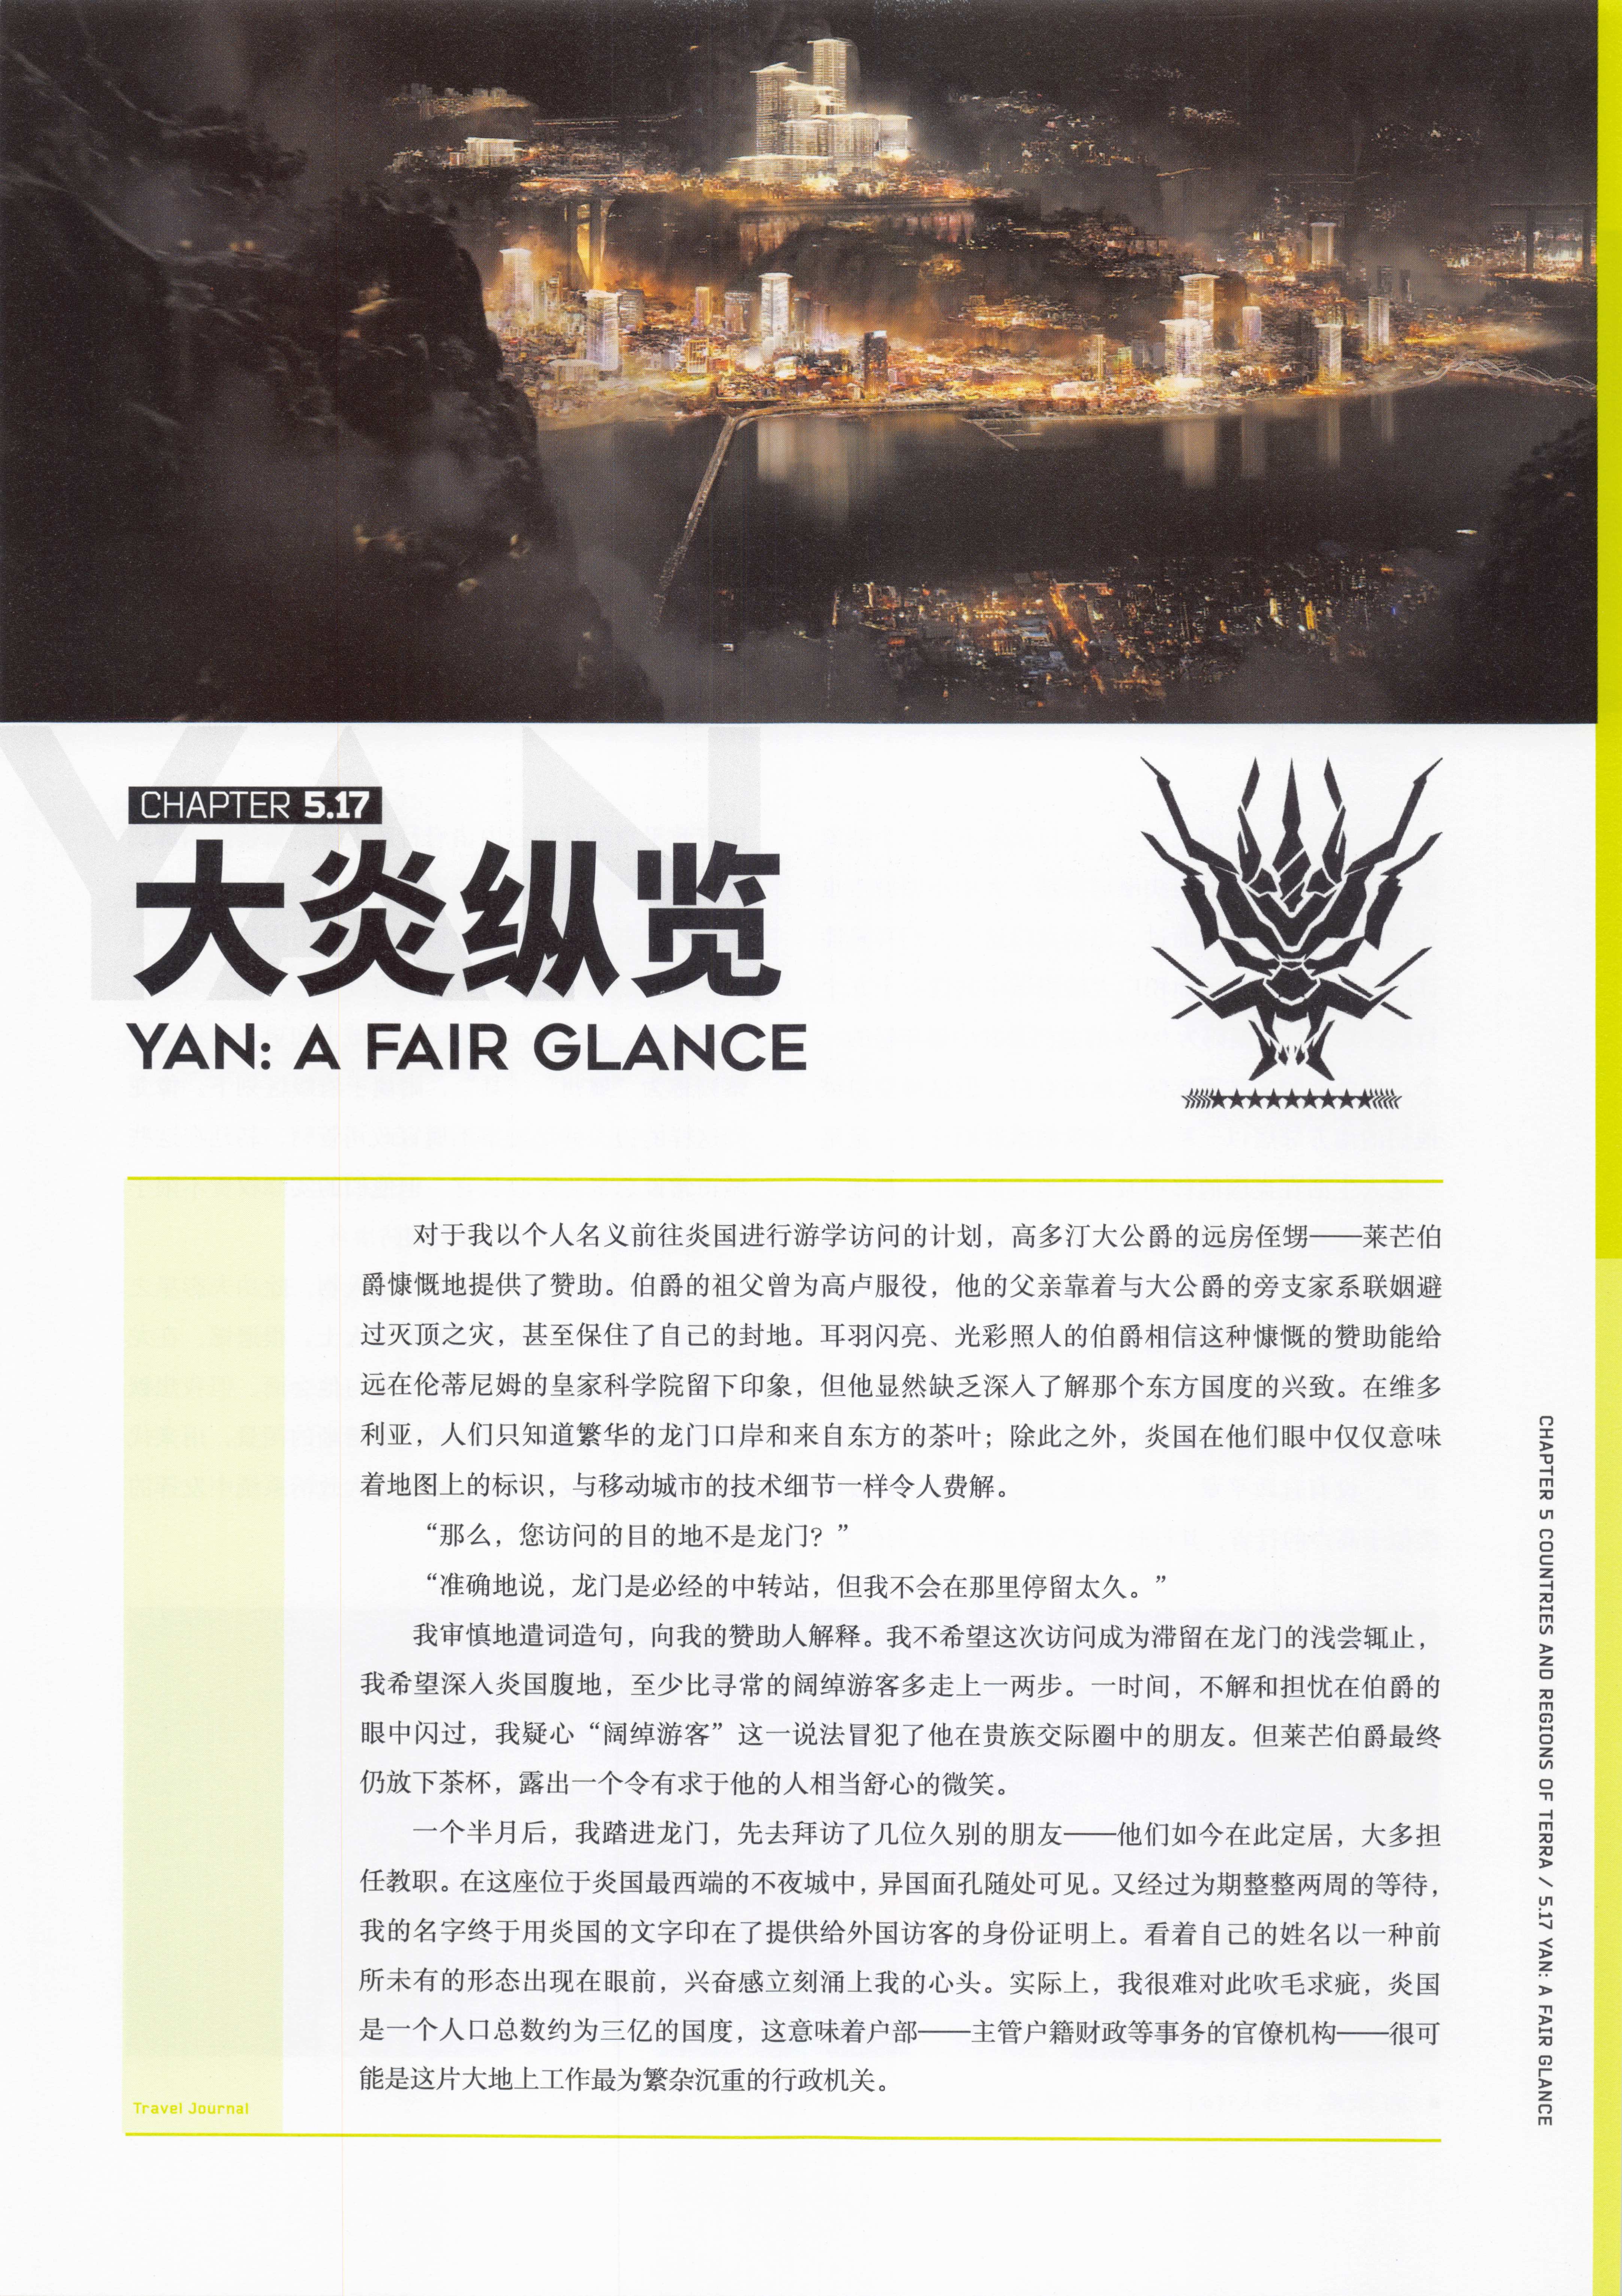 YAN
CHAPTER 5.17
大炎纵览
YAN: A FAIR GLANCE
对于我以个人名义前往炎国进行游学访问的计划，高多汀大公爵的远房侄甥——莱芒伯
爵慷慨地提供了赞助。伯爵的祖父曾为高卢服役，他的父亲靠着与大公爵的旁支家系联姻避
过灭顶之灾，甚至保住了自己的封地。耳羽闪亮、光彩照人的伯爵相信这种慷慨的赞助能给
远在伦蒂尼姆的皇家科学院留下印象，但他显然缺乏深入了解那个东方国度的兴致。在维多
利亚，人们只知道繁华的龙门口岸和来自东方的茶叶；除此之外，炎国在他们眼中仅仅意味
着地图上的标识，与移动城市的技术细节一样令人费解。
“那么，您访问的目的地不是龙门？”
“准确地说，龙门是必经的中转站，但我不会在那里停留太久。”
我审慎地遣词造句，向我的赞助人解释。我不希望这次访问成为滞留在龙门的浅尝辄止，
我希望深入炎国腹地，至少比寻常的阔绰游客多走上一两步。一时间，不解和担忧在伯爵的
眼中闪过，我疑心“阔绰游客”这一说法冒犯了他在贵族交际圈中的朋友。但莱芒伯爵最终
仍放下茶杯，露出一个令有求于他的人相当舒心的微笑。
一个半月后，我踏进龙门，先去拜访了几位久别的朋友——他们如今在此定居，大多担
任教职。在这座位于炎国最西端的不夜城中，异国面孔随处可见。又经过为期整整两周的等待，
我的名字终于用炎国的文字印在了提供给外国访客的身份证明上。看着自己的姓名以一种前
所未有的形态出现在眼前，兴奋感立刻涌上我的心头。实际上，我很难对此吹毛求疵，炎国
是一个人口总数约为三亿的国度，这意味着户部——主管户籍财政等事务的官僚机构——很可
能是这片大地上工作最为繁杂沉重的行政机关。
Travel Journal
CHAPTER 5 COUNTRIES AND REGIONS OF TERRA / 5.17 YAN: A FAIR GLANCE